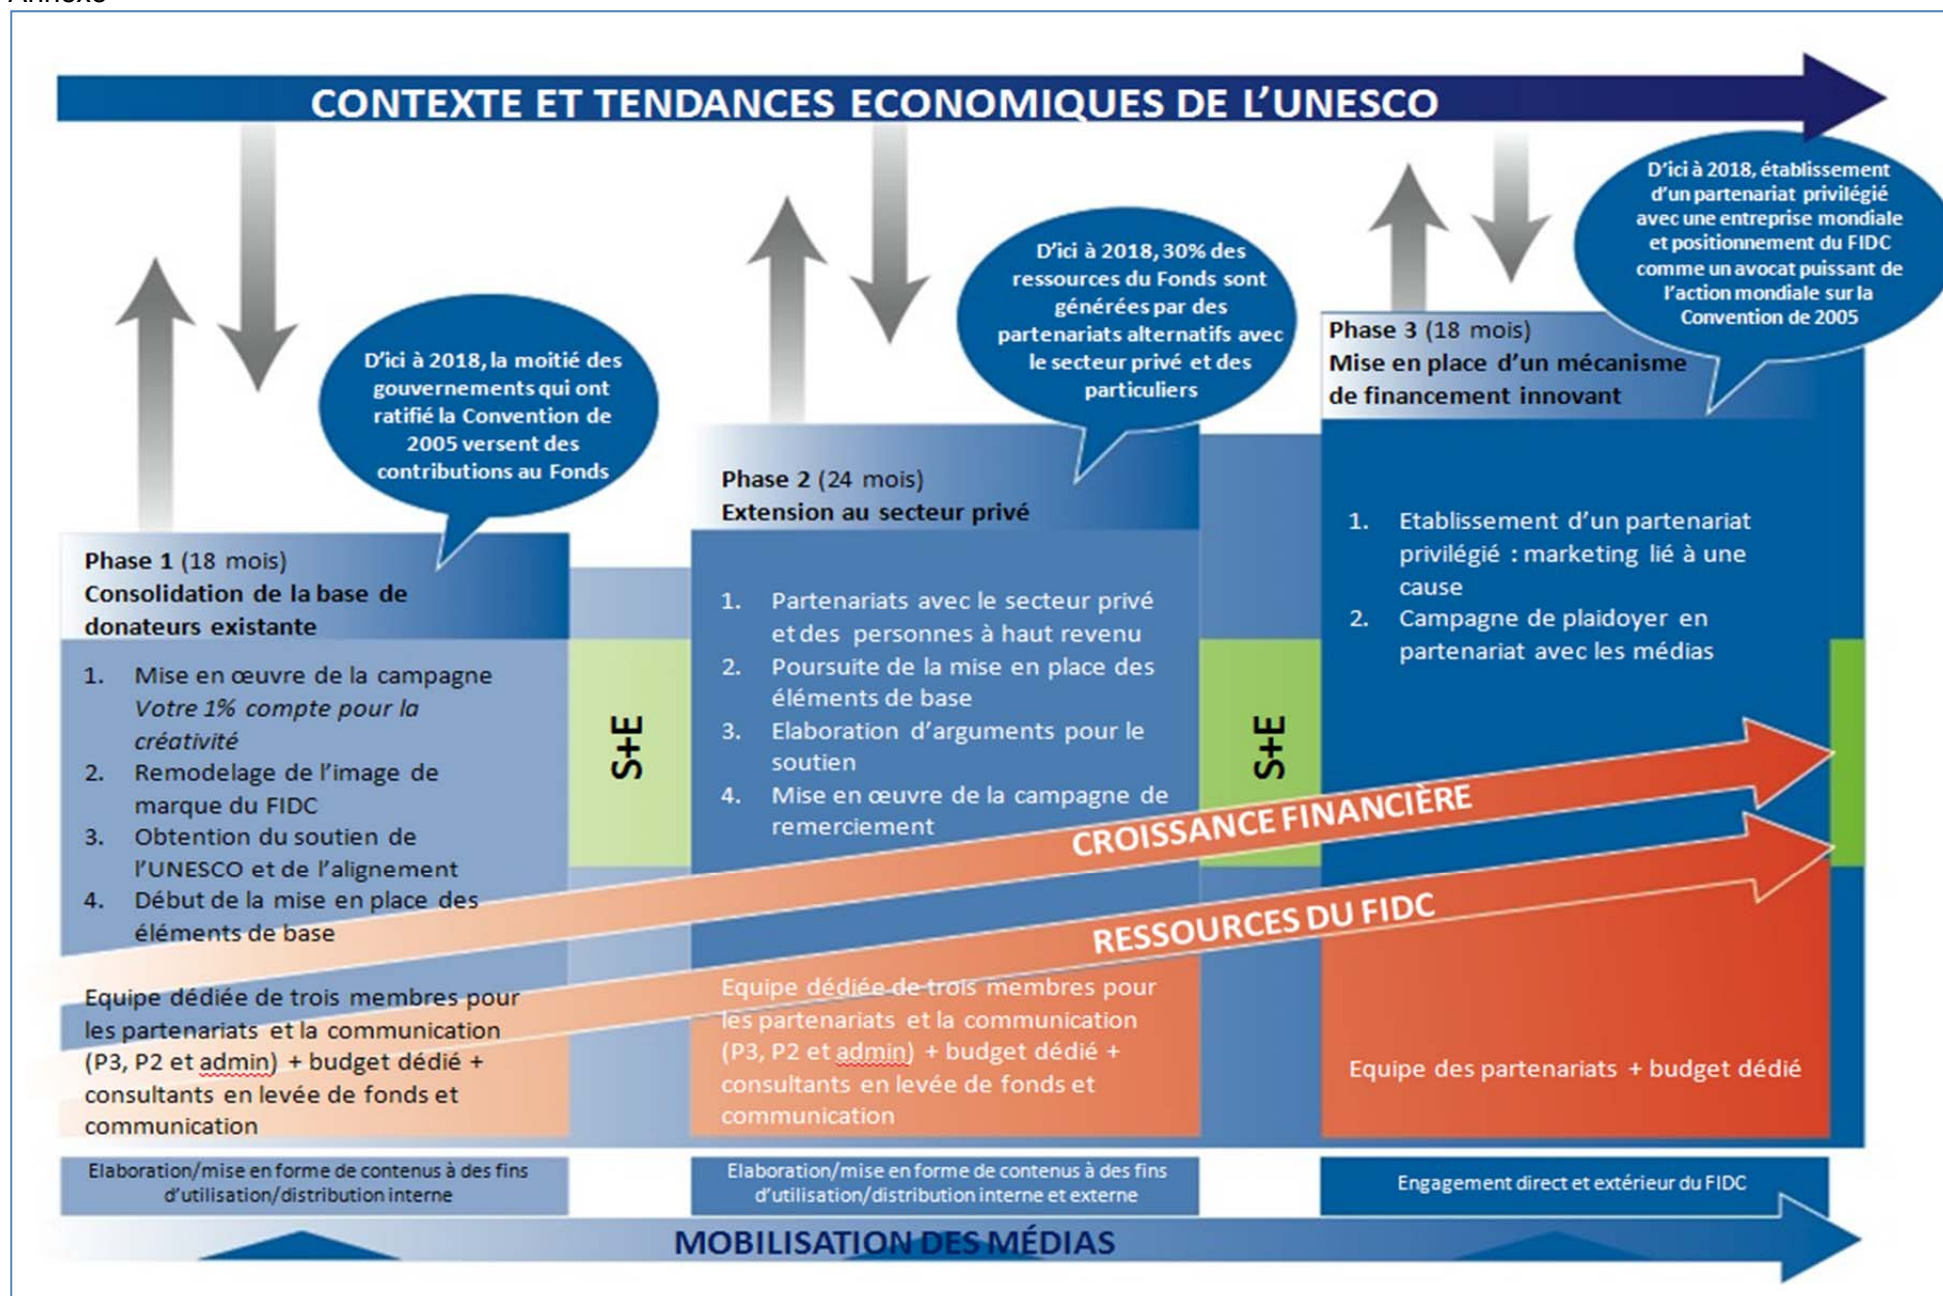 Annexe
CONTEXTE ET TENDANCES ECONOMIQUES DE L'UNESCO
D'ici à 2018, la moitié des
gouvernements qui ont
ratifié la Convention de
2005 versent des
contributions au Fonds
D'ici à 2018, 30% des
ressources du Fonds sont
générées par des
partenariats alternatifs avec
le secteur privé et des
particuliers
D'ici à 2018, établissement
d'un partenariat privilégié
avec une entreprise mondiale
et positionnement du FIDC
comme un avocat puissant de
l'action mondiale sur la
Convention de 2005
Phase 1 (18 mois)
Consolidation de la base de
donateurs existante
1. Mise en œuvre de la campagne
Votre 1% compte pour la
créativité
2. Remodelage de l'image de
marque du FIDC
3. Obtention du soutien de
l'UNESCO et de l'alignement
4. Début de la mise en place des
éléments de base
Equipe dédiée de trois membres pour
les partenariats et la communication
(P3, P2 et admin) + budget dédié +
consultants en levée de fonds et
communication
S+E
Phase 2 (24 mois)
Extension au secteur privé
1. Partenariats avec le secteur privé
et des personnes à haut revenu
2. Poursuite de la mise en place des
éléments de base
3. Elaboration d'arguments pour le
soutien
4. Mise en œuvre de la campagne de
remerciement
Equipe dédiée de trois membres pour
les partenariats et la communication
(P3, P2 et admin) + budget dédié +
consultants en levée de fonds et
communication
S+E
Phase 3 (18 mois)
Mise en place d'un mécanisme
de financement innovant
1. Etablissement d'un partenariat
privilégié : marketing lié à une
cause
2. Campagne de plaidoyer en
partenariat avec les médias
CROISSANCE FINANCIÈRE
RESSOURCES DU FIDC
Equipe des partenariats + budget dédié
Elaboration/mise en forme de contenus à des fins
d'utilisation/distribution interne
Elaboration/mise en forme de contenus à des fins
d'utilisation/distribution interne et externe
Engagement direct et extérieur du FIDC
MOBILISATION DES MÉDIAS